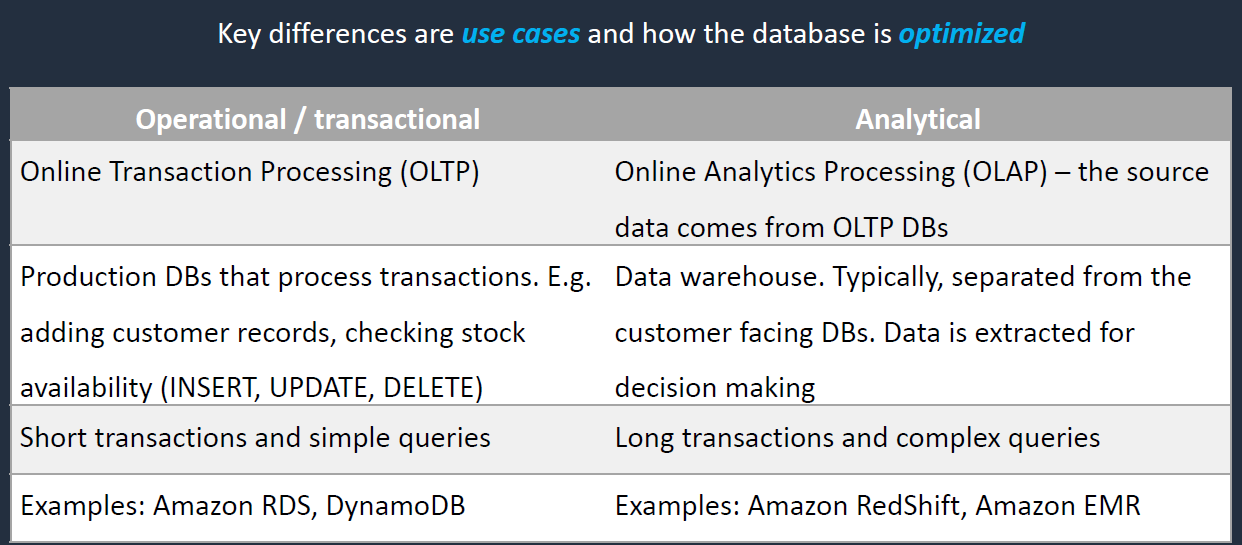 Key differences are use cases and how the database is optimized
Operational / transactional
Analytical
Online Transaction Processing (OLTP)
Online Analytics Processing (OLAP) – the source
data comes from OLTP DBs
Production DBs that process transactions. E.g.
adding customer records, checking stock
availability (INSERT, UPDATE, DELETE)
Data warehouse. Typically, separated from the
customer facing DBs. Data is extracted for
decision making
Short transactions and simple queries
Long transactions and complex queries
Examples: Amazon RDS, DynamoDB
Examples: Amazon RedShift, Amazon EMR